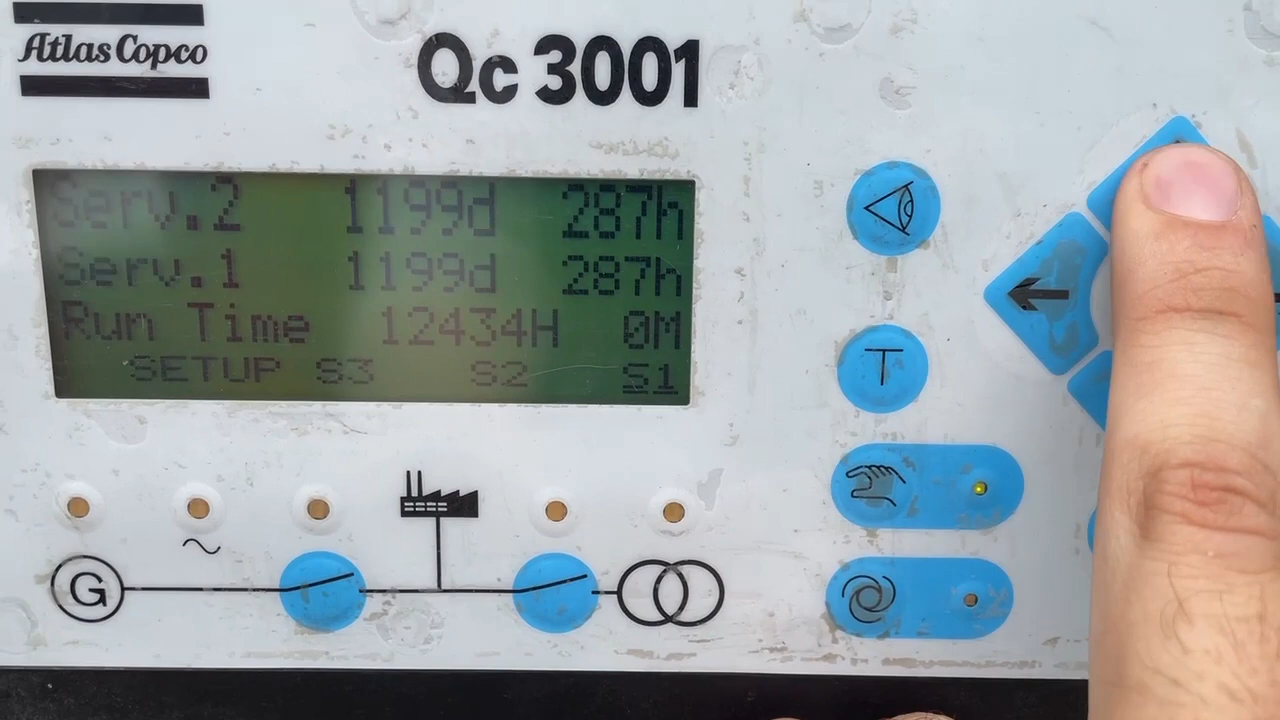 Atlas Copco
Qc 3001
Serv.2 1199d 287h
Serv.1 1199d 287h
Run Time 12434H 0M
SETUP S3 S2 S1
T
G